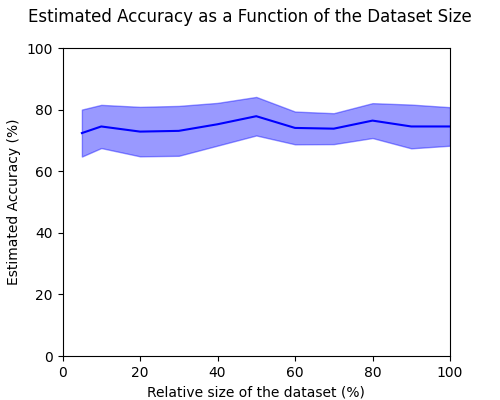 Estimated Accuracy as a Function of the Dataset Size
100
80
60
40
20
0
Estimated Accuracy (%)
0 20 40 60 80 100
Relative size of the dataset (%)